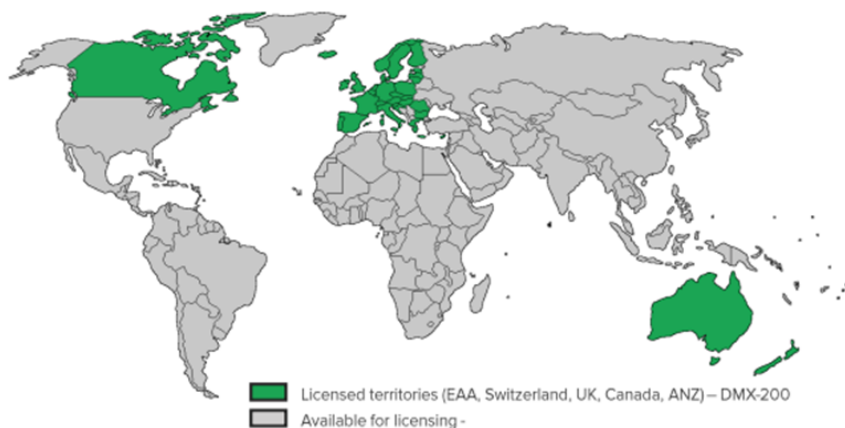 Licensed territories (EAA, Switzerland, UK, Canada, ANZ) – DMX-200
Available for licensing -